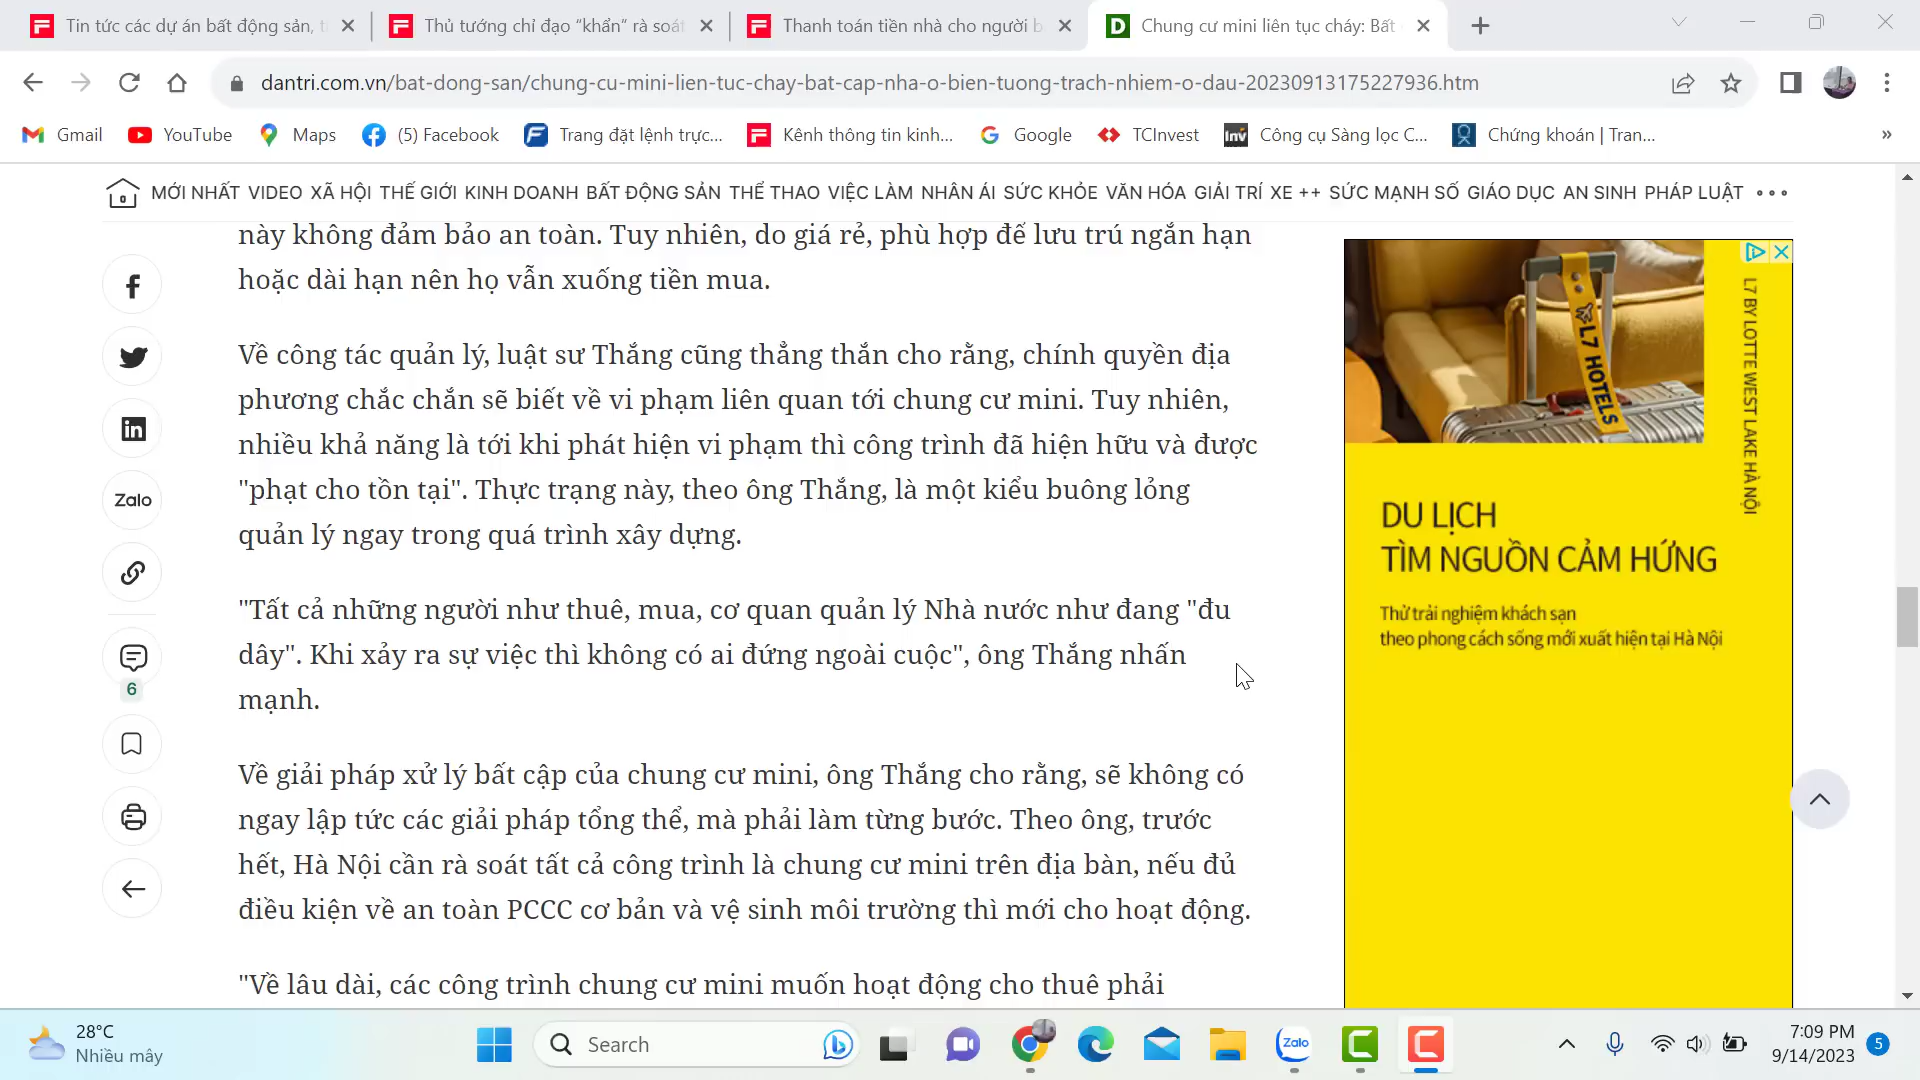 Tin tức các dự án bất động sản, t
Thủ tướng chỉ đạo “khẩn” rà soát
Thanh toán tiền nhà cho người b
Chung cư mini liên tục cháy: Bất
dantri.com.vn/bat-dong-san/chung-cu-mini-lien-tuc-chay-bat-cap-nha-o-bien-tuong-trach-nhiem-o-dau-20230913175227936.htm
Gmail
YouTube
Maps
(5) Facebook
Trang đặt lệnh trực...
Kênh thông tin kinh...
Google
TCInvest
Inv
Công cụ Sàng lọc C...
Chứng khoán | Tran...
»
MỚI NHẤT VIDEO XÃ HỘI THẾ GIỚI KINH DOANH BẤT ĐỘNG SẢN THỂ THAO VIỆC LÀM NHÂN ÁI SỨC KHỎE VĂN HÓA GIẢI TRÍ XE ++ SỨC MẠNH SỐ GIÁO DỤC AN SINH PHÁP LUẬT
này không đảm bảo an toàn. Tuy nhiên, do giá rẻ, phù hợp để lưu trú ngắn hạn
hoặc dài hạn nên họ vẫn xuống tiền mua.
Về công tác quản lý, luật sư Thắng cũng thẳng thắn cho rằng, chính quyền địa
phương chắc chắn sẽ biết về vi phạm liên quan tới chung cư mini. Tuy nhiên,
nhiều khả năng là tới khi phát hiện vi phạm thì công trình đã hiện hữu và được
"phạt cho tồn tại". Thực trạng này, theo ông Thắng, là một kiểu buông lỏng
quản lý ngay trong quá trình xây dựng.
"Tất cả những người như thuê, mua, cơ quan quản lý Nhà nước như đang "đu
dây". Khi xảy ra sự việc thì không có ai đứng ngoài cuộc", ông Thắng nhấn
mạnh.
Về giải pháp xử lý bất cập của chung cư mini, ông Thắng cho rằng, sẽ không có
ngay lập tức các giải pháp tổng thể, mà phải làm từng bước. Theo ông, trước
hết, Hà Nội cần rà soát tất cả công trình là chung cư mini trên địa bàn, nếu đủ
điều kiện về an toàn PCCC cơ bản và vệ sinh môi trường thì mới cho hoạt động.
"Về lâu dài, các công trình chung cư mini muốn hoạt động cho thuê phải
Zalo
6
L7 HOTELS
L7 BY LOTTE WEST LAKE HÀ NỘI
DU LỊCH
TÌM NGUỒN CẢM HỨNG
Thử trải nghiệm khách sạn
theo phong cách sống mới xuất hiện tại Hà Nội
28°C
Nhiều mây
Search
Zalo
7:09 PM
9/14/2023
5